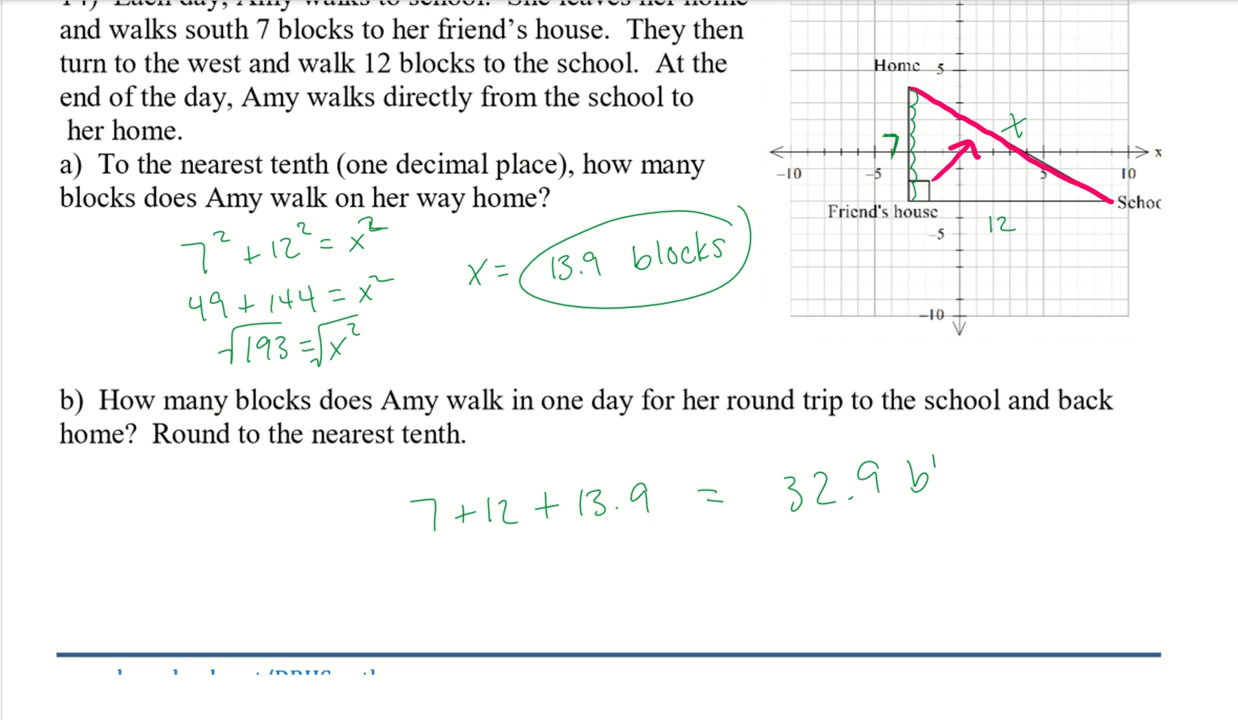 and walks south 7 blocks to her friend's house. They then
turn to the west and walk 12 blocks to the school. At the
end of the day, Amy walks directly from the school to
her home.
a) To the nearest tenth (one decimal place), how many
blocks does Amy walk on her way home?
Home 5
7
x
x
-10 -5 5 10
Friend's house
Schoc
12
-5
-10
7² + 12² = x²
49 + 144 = x²
√193 = √x²
x = 13.9 blocks
b) How many blocks does Amy walk in one day for her round trip to the school and back
home? Round to the nearest tenth.
7 + 12 + 13.9 = 32.9 b